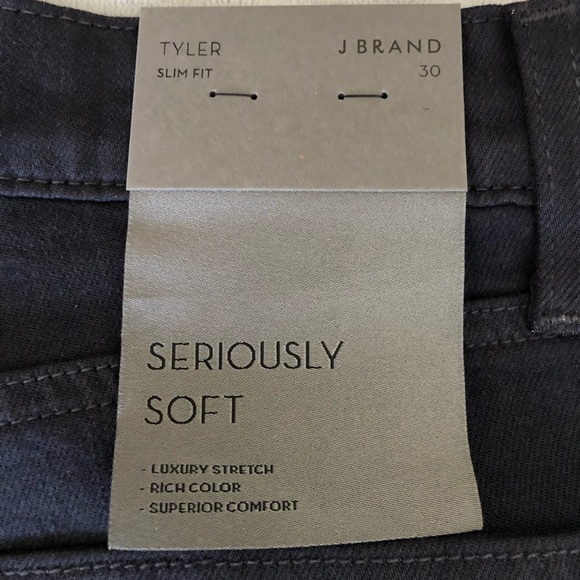 TYLER J BRAND
SLIM FIT 30
SERIOUSLY
SOFT
- LUXURY STRETCH
- RICH COLOR
- SUPERIOR COMFORT